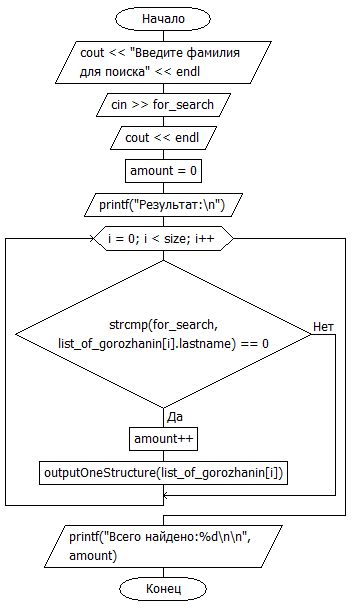 Начало
cout << "Введите фамилия
для поиска" << endl
cin >> for_search
cout << endl
amount = 0
printf("Результат:\n")
i = 0; i < size; i++
strcmp(for_search,
list_of_gorozhanin[i].lastname) == 0
Нет
Да
amount++
outputOneStructure(list_of_gorozhanin[i])
printf("Всего найдено:%d\n\n",
amount)
Конец